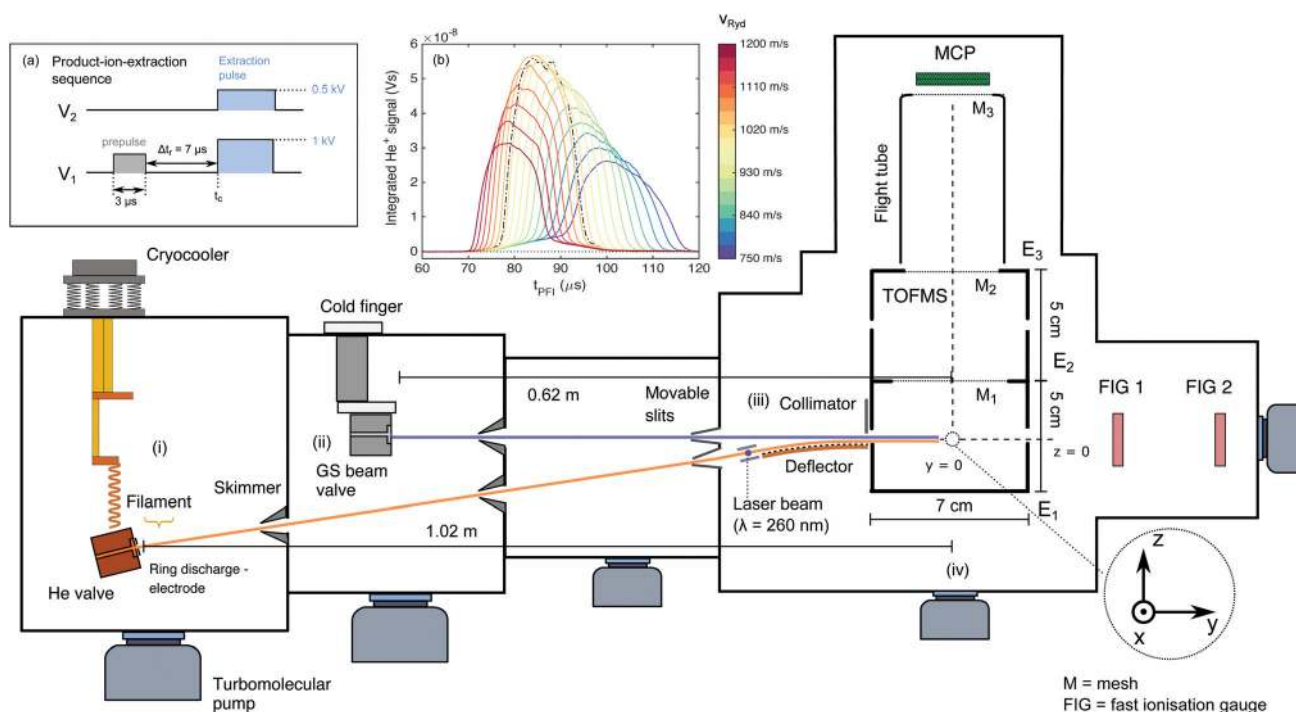 (a) Product-ion-extraction
sequence
Extraction
pulse
0.5 kV
V2
prepulse
Δtr = 7 μs
1 kV
V1
3 μs
tc
×10⁻⁸
(b)
Integrated He⁺ signal (Vs)
6
5
4
3
2
1
0
60
70
80
90
100
110
120
tPFI (μs)
vRyd
1200 m/s
1110 m/s
1020 m/s
930 m/s
840 m/s
750 m/s
MCP
M3
Flight tube
E3
TOFMS
M2
5 cm
E2
M1
5 cm
Cryocooler
Cold finger
0.62 m
Movable
slits
(iii)
Collimator
FIG 1
FIG 2
(i)
(ii)
GS beam
valve
Deflector
y = 0
z = 0
Skimmer
Filament
Laser beam
(λ = 260 nm)
7 cm
E1
1.02 m
He valve
Ring discharge -
electrode
(iv)
z
x
y
Turbomolecular
pump
M = mesh
FIG = fast ionisation gauge